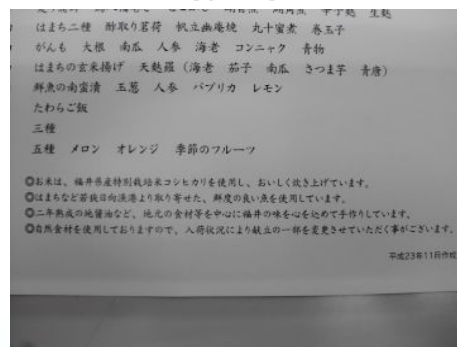 はまち二種　酢取り茗荷　帆立幽庵焼　丸十蜜煮　巻玉子
がんも　大根　南瓜　人参　海老　コンニャク　青物
はまちの玄米揚げ　天麩羅（海老　茄子　南瓜　さつま芋　青唐）
鮮魚の南蛮漬　玉葱　人参　パプリカ　レモン
たわらご飯
三種
五種　メロン　オレンジ　季節のフルーツ
◎お米は、福井県産特別栽培米コシヒカリを使用し、おいしく炊き上げています。
◎はまちなど若狭日向漁港より取り寄せた、鮮度の良い魚を使用しています。
◎二年熟成の地醤油など、地元の食材等を中心に福井の味を心を込めて手作りしています。
◎自然食材を使用しておりますので、入荷状況により献立の一部を変更させていただく事がございます。
平成23年11月作成